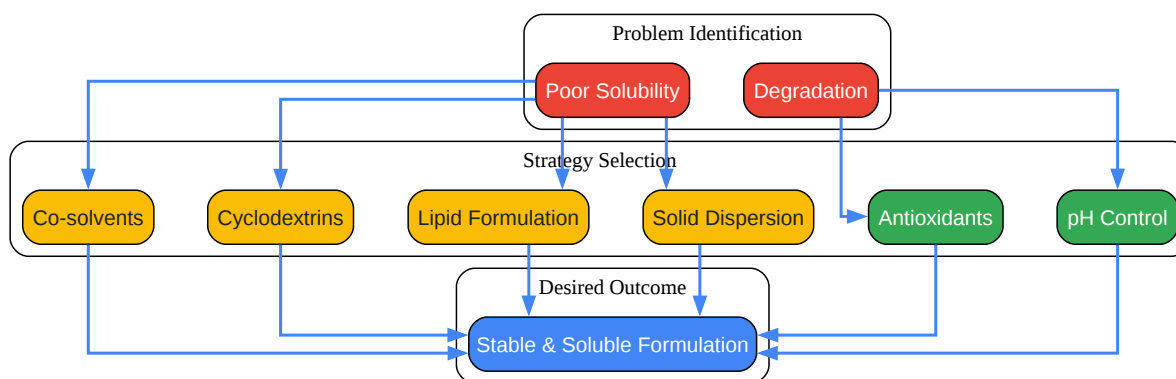 Problem Identification
Poor Solubility
Degradation
Strategy Selection
Co-solvents
Cyclodextrins
Lipid Formulation
Solid Dispersion
Antioxidants
pH Control
Desired Outcome
Stable & Soluble Formulation